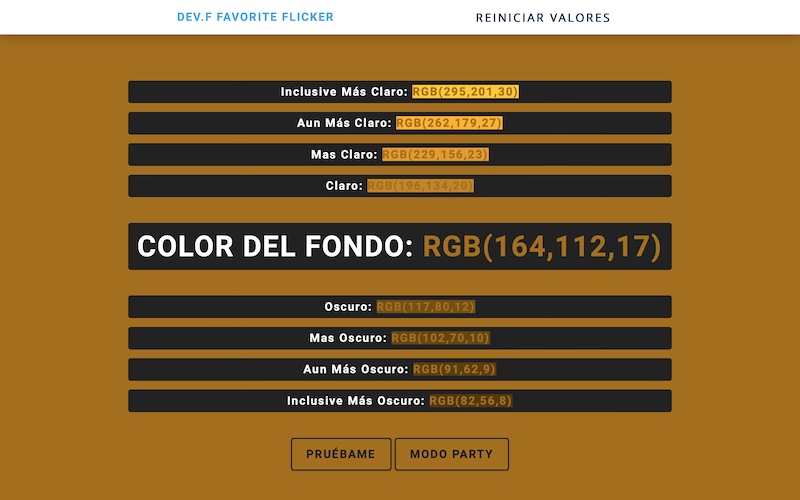 DEV.F FAVORITE FLICKER
REINICIAR VALORES
Inclusive Más Claro: RGB(295,201,30)
Aun Más Claro: RGB(262,179,27)
Mas Claro: RGB(229,156,23)
Claro: RGB(196,134,20)
COLOR DEL FONDO: RGB(164,112,17)
Oscuro: RGB(117,80,12)
Mas Oscuro: RGB(102,70,10)
Aun Más Oscuro: RGB(91,62,9)
Inclusive Más Oscuro: RGB(82,56,8)
PRUÉBAME
MODO PARTY